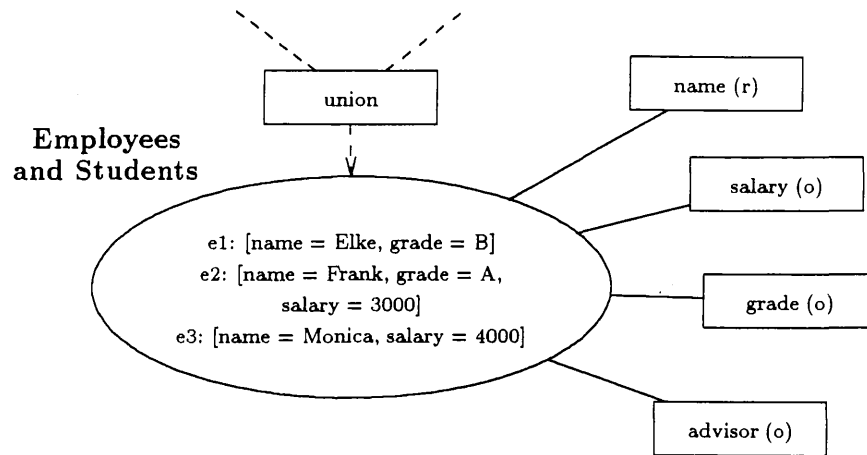 union
name (r)
Employees
and Students
salary (o)
e1: [name = Elke, grade = B]
e2: [name = Frank, grade = A,
salary = 3000]
e3: [name = Monica, salary = 4000]
grade (o)
advisor (o)